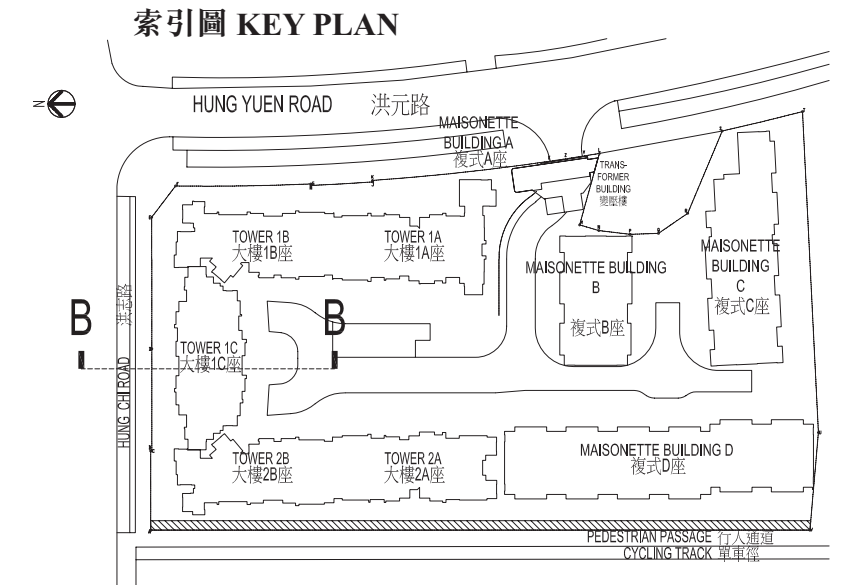 索引圖 KEY PLAN
N
HUNG YUEN ROAD 洪元路
MAISONETTE
BUILDING A
複式A座
TRANS-
FORMER
BUILDING
變壓樓
TOWER 1B
大樓1B座
TOWER 1A
大樓1A座
MAISONETTE BUILDING
B
複式B座
MAISONETTE
BUILDING
C
複式C座
B
B
HUNG CHI ROAD 洪志路
TOWER 1C
大樓1C座
TOWER 2B
大樓2B座
TOWER 2A
大樓2A座
MAISONETTE BUILDING D
複式D座
PEDESTRIAN PASSAGE 行人通道
CYCLING TRACK 單車徑